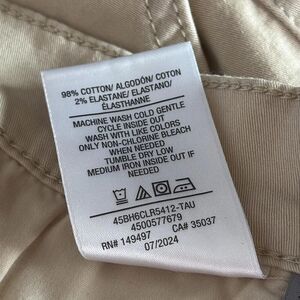 98% COTTON/ ALGODÓN/ COTON
2% ELASTANE/ ELASTANO/
ÉLASTHANNE
MACHINE WASH COLD GENTLE
CYCLE INSIDE OUT
WASH WITH LIKE COLORS
ONLY NON-CHLORINE BLEACH
WHEN NEEDED
TUMBLE DRY LOW
MEDIUM IRON INSIDE OUT IF
NEEDED
45BH6CLR5412-TAU
4500577679
RN# 149497 CA# 35037
07/2024